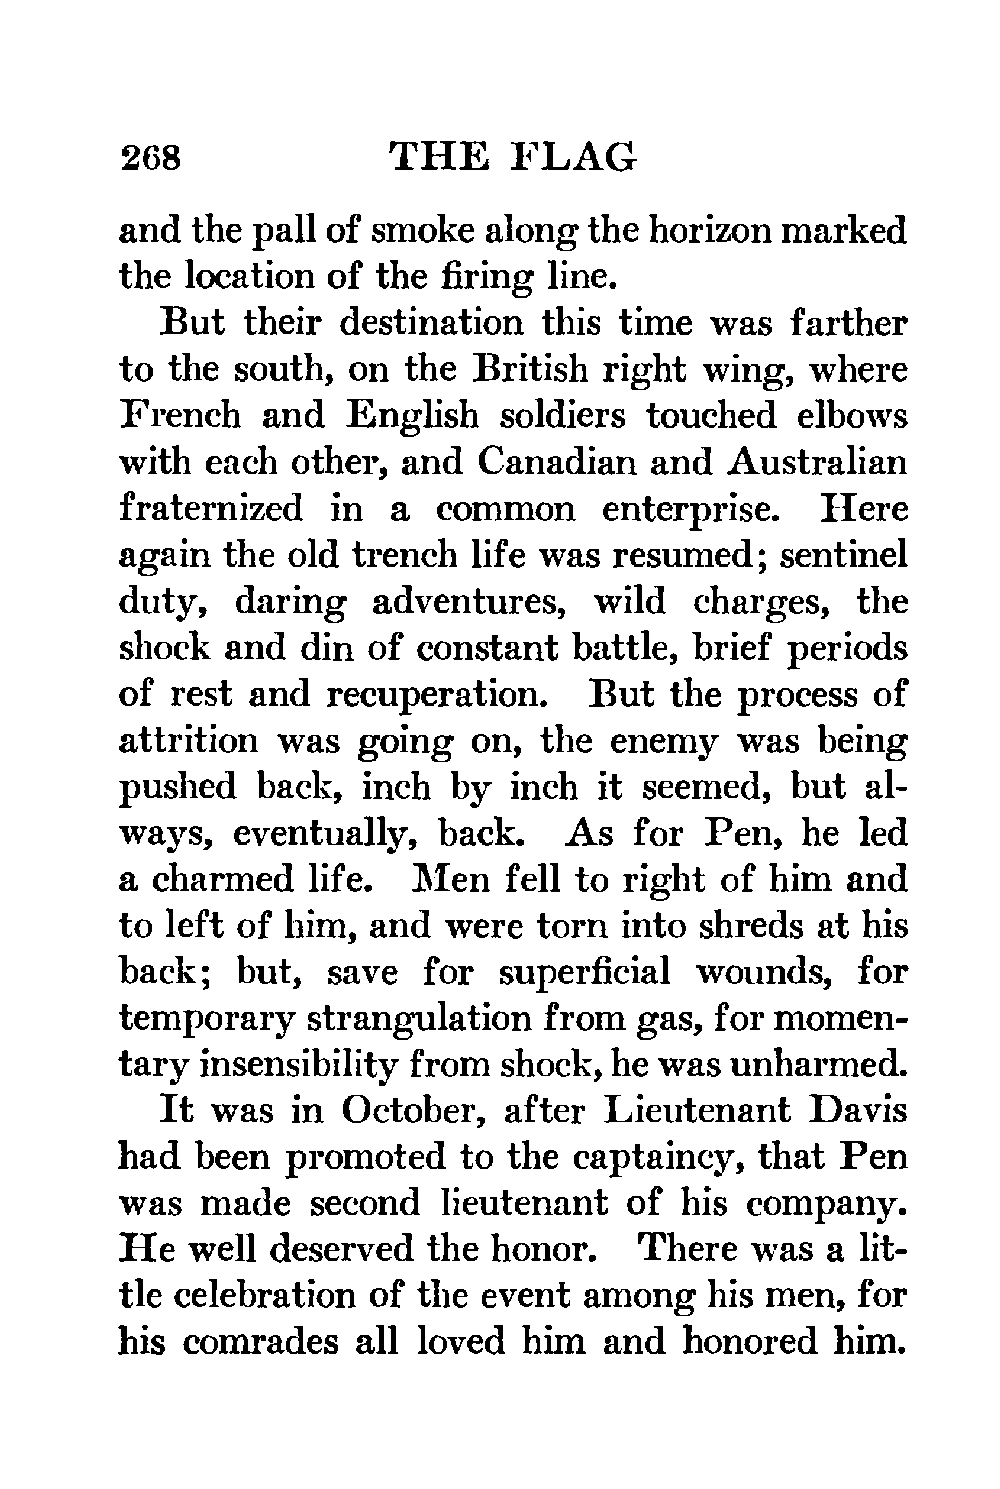 268 THE FLAG
and the pall of smoke along the horizon marked
the location of the firing line.
But their destination this time was farther
to the south, on the British right wing, where
French and English soldiers touched elbows
with each other, and Canadian and Australian
fraternized in a common enterprise. Here
again the old trench life was resumed; sentinel
duty, daring adventures, wild charges, the
shock and din of constant battle, brief periods
of rest and recuperation. But the process of
attrition was going on, the enemy was being
pushed back, inch by inch it seemed, but al-
ways, eventually, back. As for Pen, he led
a charmed life. Men fell to right of him and
to left of him, and were torn into shreds at his
back; but, save for superficial wounds, for
temporary strangulation from gas, for momen-
tary insensibility from shock, he was unharmed.
It was in October, after Lieutenant Davis
had been promoted to the captaincy, that Pen
was made second lieutenant of his company.
He well deserved the honor. There was a lit-
tle celebration of the event among his men, for
his comrades all loved him and honored him.